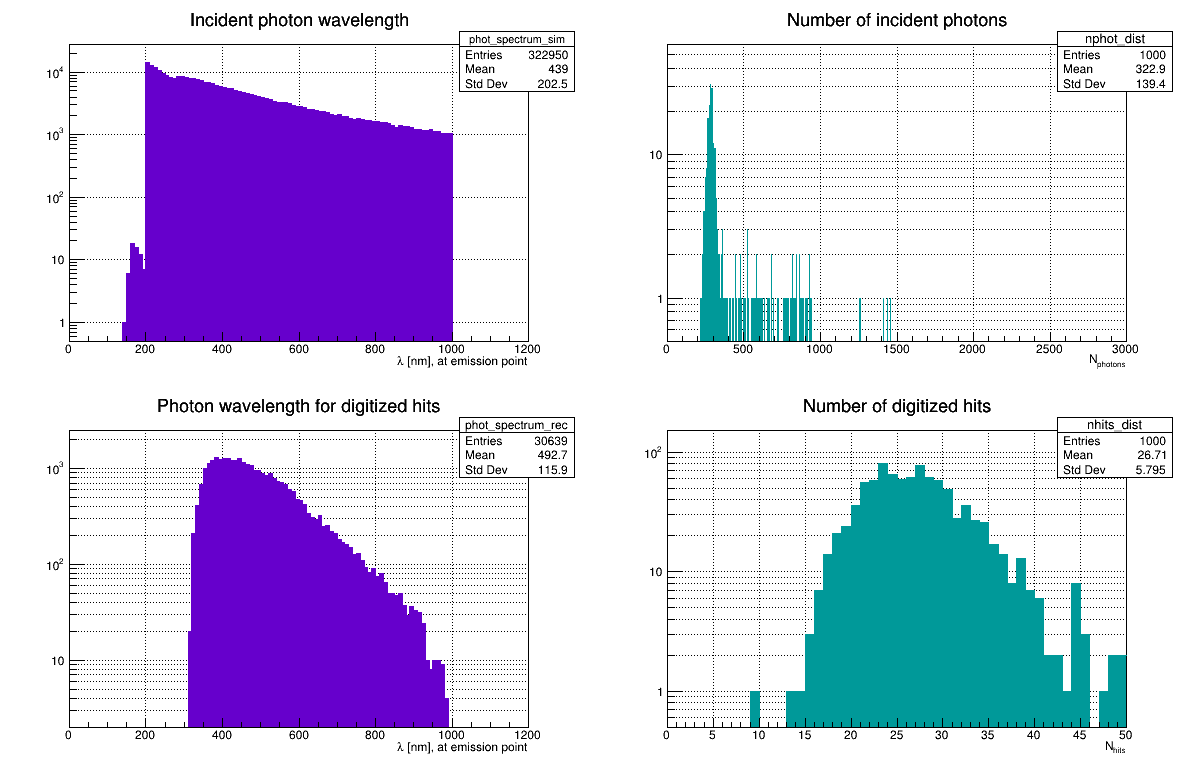 Incident photon wavelength
phot_spectrum_sim
Entries 322950
Mean 439
Std Dev 202.5
10^4
10^3
10^2
10
1
0 200 400 600 800 1000 1200
λ [nm], at emission point
Number of incident photons
nphot_dist
Entries 1000
Mean 322.9
Std Dev 139.4
10
1
0 500 1000 1500 2000 2500 3000
N_photons
Photon wavelength for digitized hits
phot_spectrum_rec
Entries 30639
Mean 492.7
Std Dev 115.9
10^3
10^2
10
0 200 400 600 800 1000 1200
λ [nm], at emission point
Number of digitized hits
nhits_dist
Entries 1000
Mean 26.71
Std Dev 5.795
10^2
10
1
0 5 10 15 20 25 30 35 40 45 50
N_hits